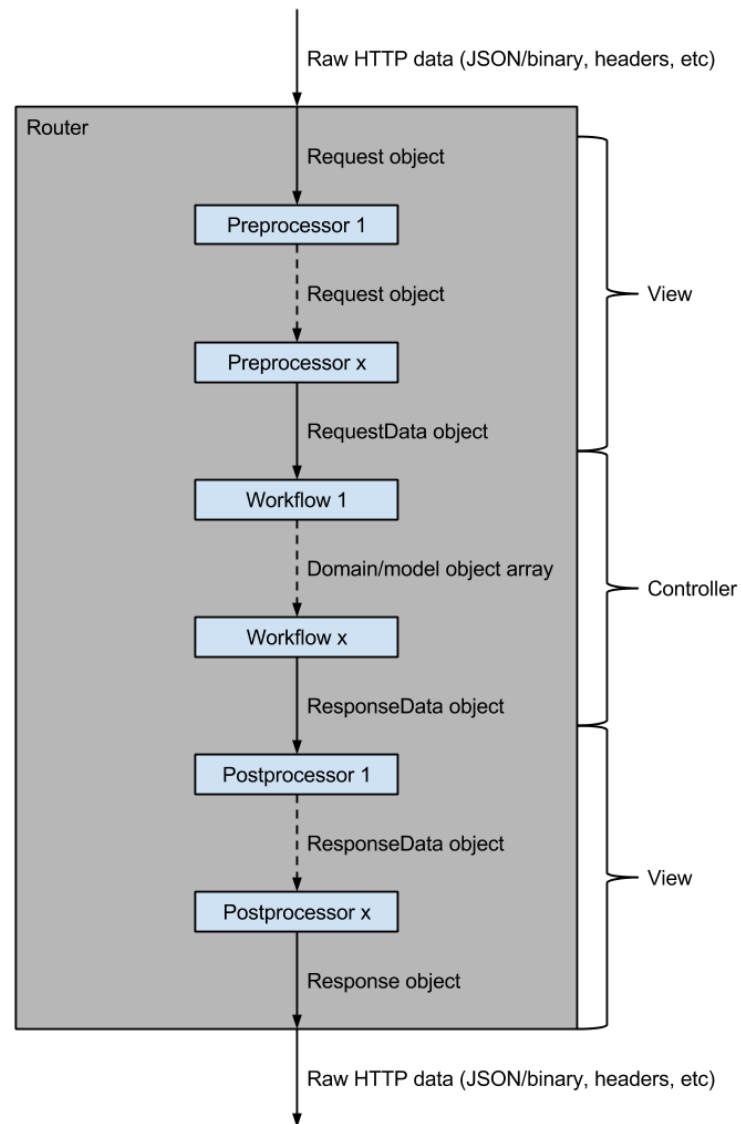 Raw HTTP data (JSON/binary, headers, etc)
Router
Request object
Preprocessor 1
Request object
View
Preprocessor x
RequestData object
Workflow 1
Domain/model object array
Controller
Workflow x
ResponseData object
Postprocessor 1
ResponseData object
View
Postprocessor x
Response object
Raw HTTP data (JSON/binary, headers, etc)